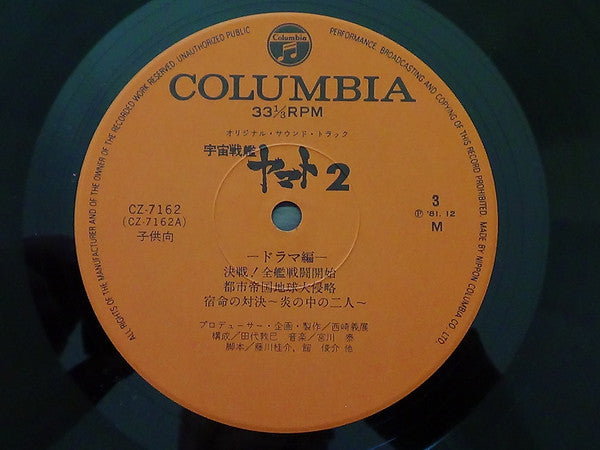 Columbia
ALL RIGHTS OF THE MANUFACTURER AND OF THE OWNER OF THE RECORDED WORK RESERVED. UNAUTHORIZED PUBLIC PERFORMANCE, BROADCASTING AND COPYING OF THIS RECORD PROHIBITED. MADE BY NIPPON COLUMBIA CO. LTD.
COLUMBIA
33⅓RPM
オリジナル・サウンド・トラック
宇宙戦艦
ヤマト2
CZ-7162
(CZ-7162A)
子供向
3
Ⓟ '81. 12
M
―ドラマ編―
決戦!全艦戦闘開始
都市帝国地球大侵略
宿命の対決〜炎の中の二人〜
プロデューサー・企画・製作/西崎義展
構成/田代敦巳 音楽/宮川 泰
脚本/藤川桂介, 舘 俊介 他